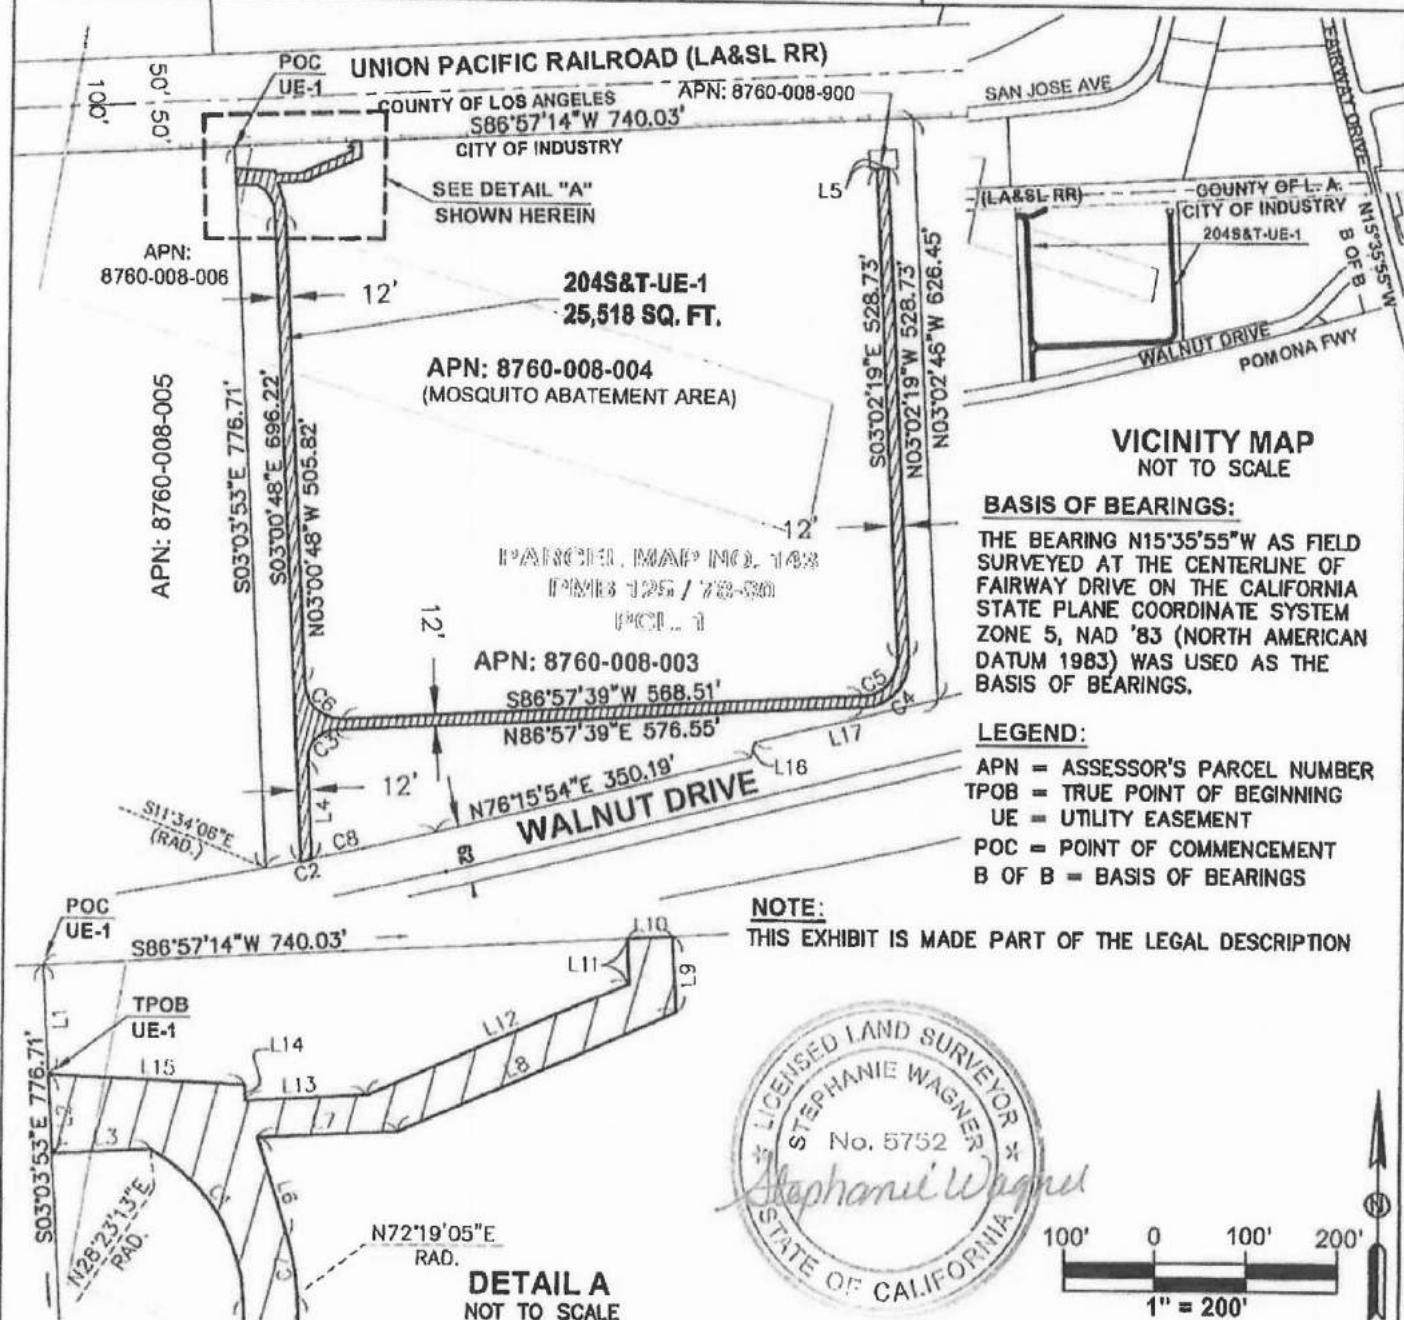 POC
UE-1
UNION PACIFIC RAILROAD (LA&SL RR)
100'
50'
50'
COUNTY OF LOS ANGELES
APN: 8760-008-900
S86°57'14"W 740.03'
CITY OF INDUSTRY
SAN JOSE AVE
FAIRWAY DRIVE
SEE DETAIL "A"
SHOWN HEREIN
L5
(LA&SL RR)
COUNTY OF L. A.
CITY OF INDUSTRY
204S&T-UE-1
N15°35'55"W
B OF B
WALNUT DRIVE
POMONA FWY
VICINITY MAP
NOT TO SCALE
APN:
8760-008-006
12'
204S&T-UE-1
25,518 SQ. FT.
APN: 8760-008-004
(MOSQUITO ABATEMENT AREA)
APN: 8760-008-005
S03°03'53"E 776.71'
S03°00'48"E 696.22'
N03°00'48"W 505.82'
S03°02'19"E 528.73'
N03°02'19"W 528.73'
N03°02'46"W 626.45'
12'
PARCEL MAP NO. 143
PMB 125 / 78-80
PCL. 1
12'
APN: 8760-008-003
S86°57'39"W 568.51'
N86°57'39"E 576.55'
C6
C3
C5
C4
L17
L16
12'
L4
N76°15'54"E 350.19'
WALNUT DRIVE
S11°34'06"E
(RAD.)
C8
C2
BASIS OF BEARINGS:
THE BEARING N15°35'55"W AS FIELD
SURVEYED AT THE CENTERLINE OF
FAIRWAY DRIVE ON THE CALIFORNIA
STATE PLANE COORDINATE SYSTEM
ZONE 5, NAD '83 (NORTH AMERICAN
DATUM 1983) WAS USED AS THE
BASIS OF BEARINGS.
LEGEND:
APN = ASSESSOR'S PARCEL NUMBER
TPOB = TRUE POINT OF BEGINNING
UE = UTILITY EASEMENT
POC = POINT OF COMMENCEMENT
B OF B = BASIS OF BEARINGS
NOTE:
THIS EXHIBIT IS MADE PART OF THE LEGAL DESCRIPTION
POC
UE-1
S86°57'14"W 740.03'
L10
L11
L9
L1
TPOB
UE-1
L12
L14
L15
L13
L8
L7
L2
L3
S03°03'53"E 776.71'
C1
L6
C7
N28°23'13"E
RAD.
N72°19'05"E
RAD.
DETAIL A
NOT TO SCALE
LICENSED LAND SURVEYOR
STEPHANIE WAGNER
No. 5752
Stephanie Wagner
STATE OF CALIFORNIA
N
100' 0 100' 200'
1" = 200'